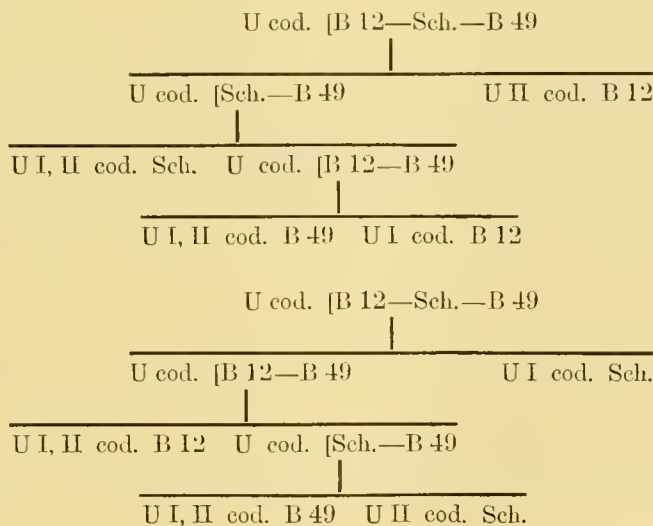 U cod. [B 12—Sch.—B 49
U cod. [Sch.—B 49 U II cod. B 12
U I, II cod. Sch. U cod. [B 12—B 49
U I, II cod. B 49 U I cod. B 12
U cod. [B 12—Sch.—B 49
U cod. [B 12—B 49 U I cod. Sch.
U I, II cod. B 12 U cod. [Sch.—B 49
U I, II cod. B 49 U II cod. Sch.